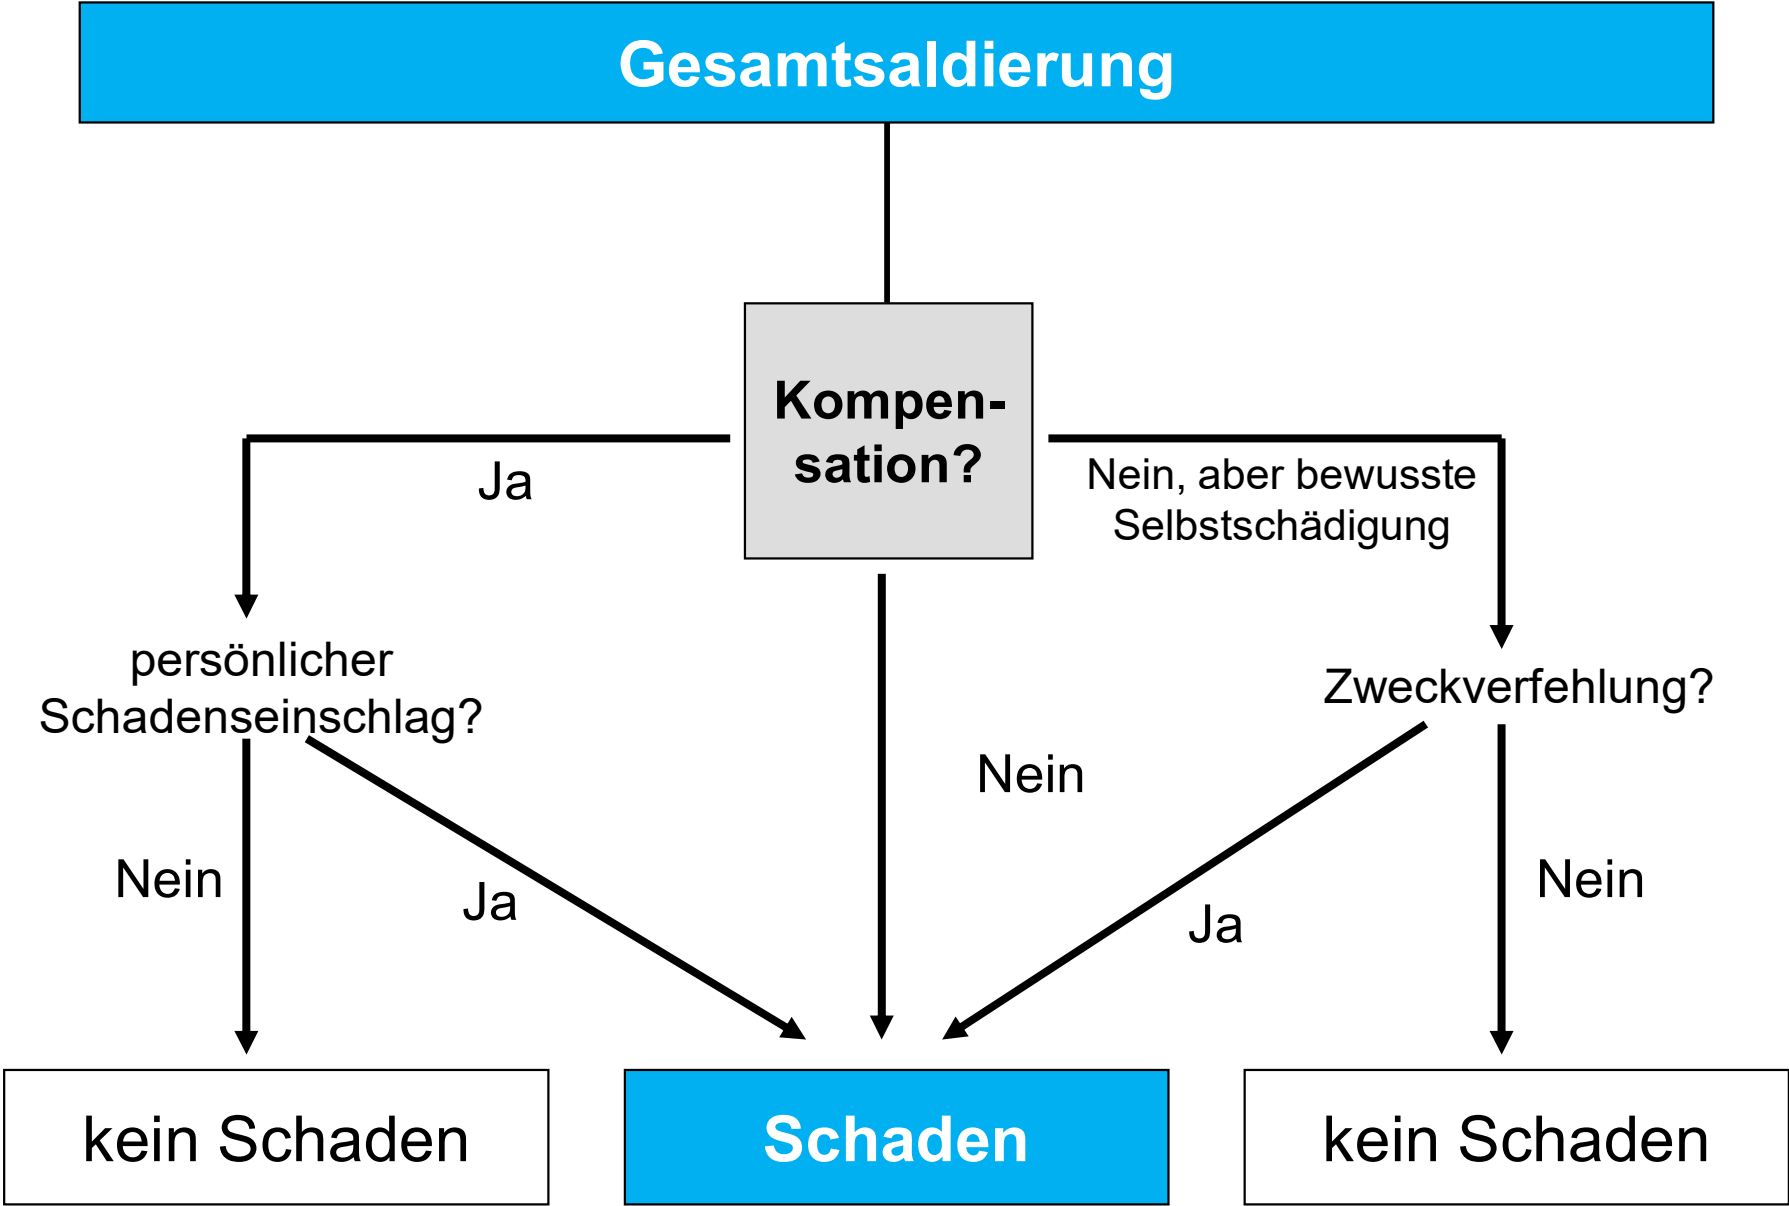 Gesamtsaldierung
Kompen-
sation?
Ja
Nein, aber bewusste
Selbstschädigung
persönlicher
Schadenseinschlag?
Zweckverfehlung?
Nein
Nein
Ja
Ja
Nein
kein Schaden
Schaden
kein Schaden